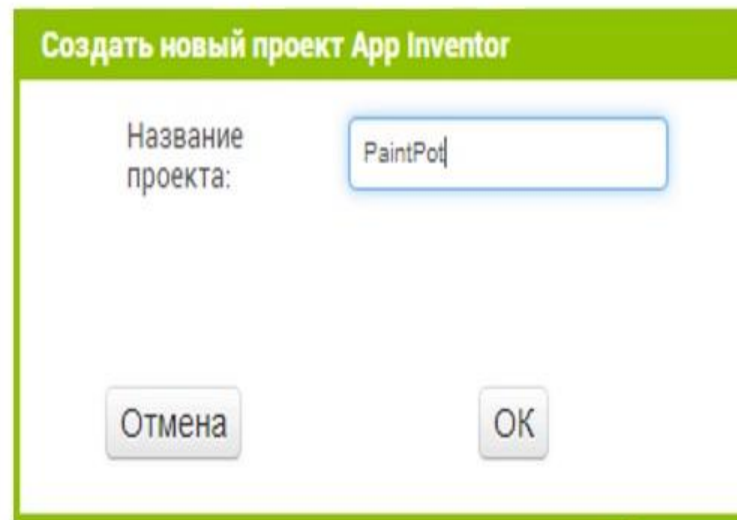 Создать новый проект App Inventor
Название
проекта:
PaintPot
Отмена
OK